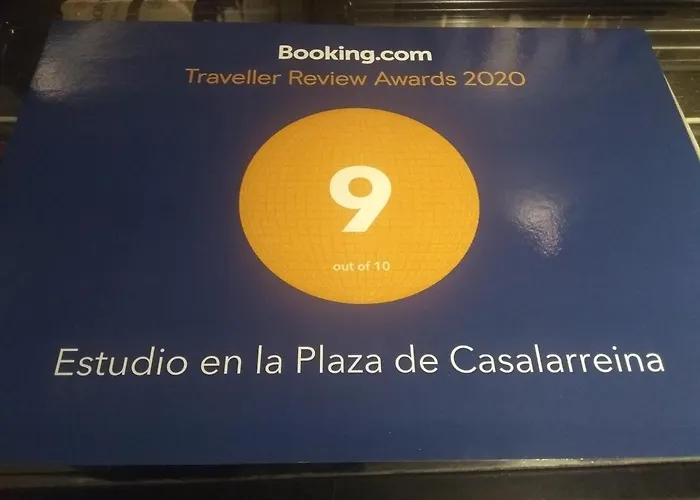 Booking.com
Traveller Review Awards 2020
9
out of 10
Estudio en la Plaza de Casalarreina